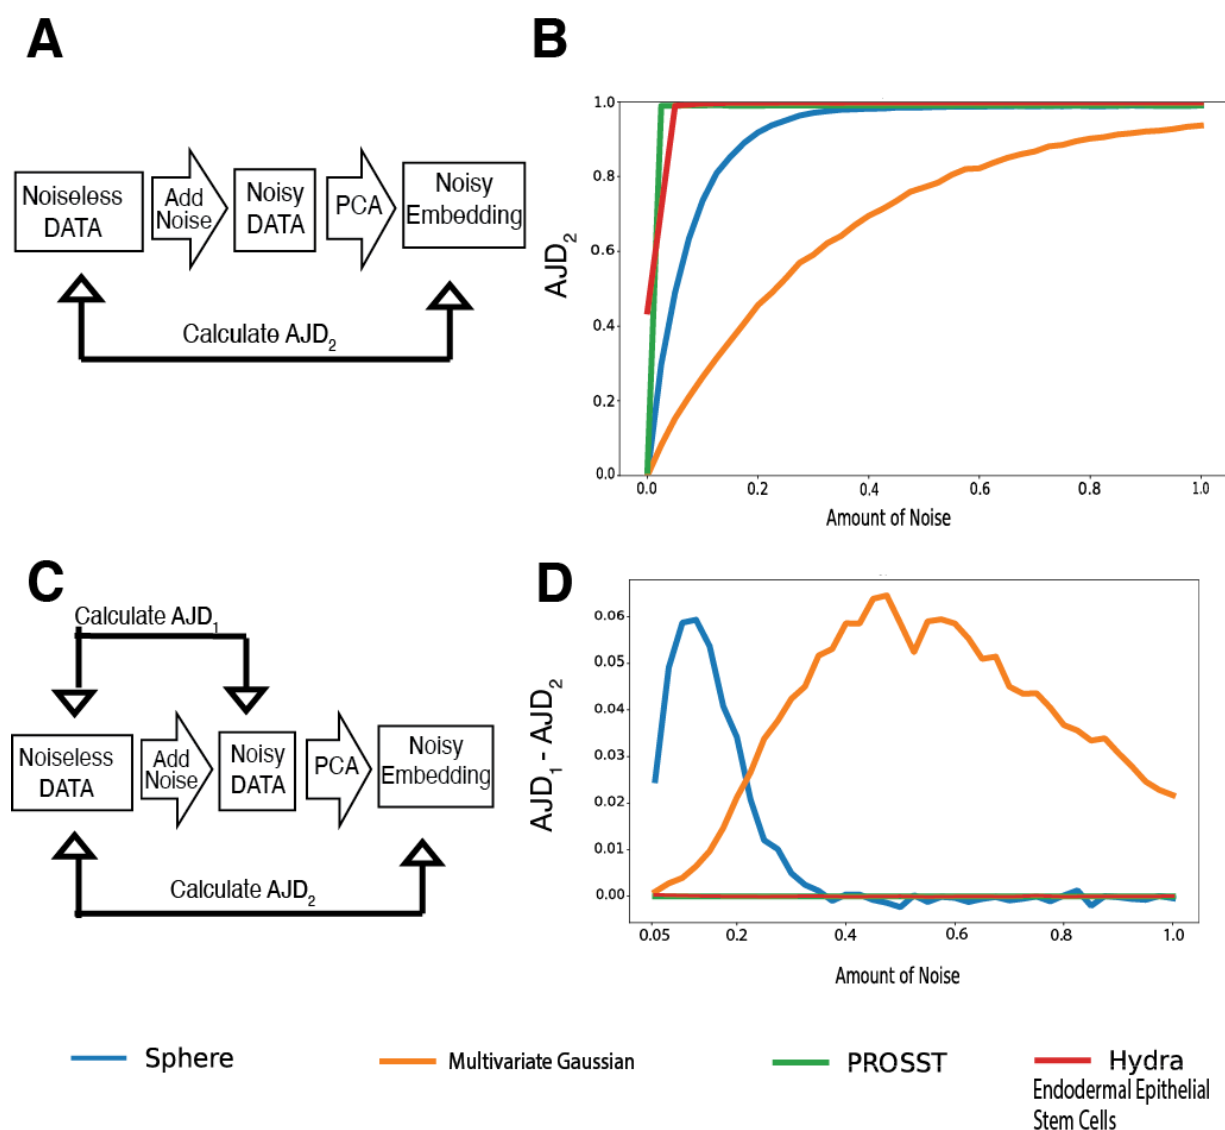 A
Noiseless
DATA
Add
Noise
Noisy
DATA
PCA
Noisy
Embedding
Calculate AJD2
B
AJD2
1.0
0.8
0.6
0.4
0.2
0.0
0.0 0.2 0.4 0.6 0.8 1.0
Amount of Noise
C
Calculate AJD1
Noiseless
DATA
Add
Noise
Noisy
DATA
PCA
Noisy
Embedding
Calculate AJD2
D
AJD1 - AJD2
0.06
0.05
0.04
0.03
0.02
0.01
0.00
0.05 0.2 0.4 0.6 0.8 1.0
Amount of Noise
Sphere
Multivariate Gaussian
PROSST
Hydra
Endodermal Epithelial
Stem Cells